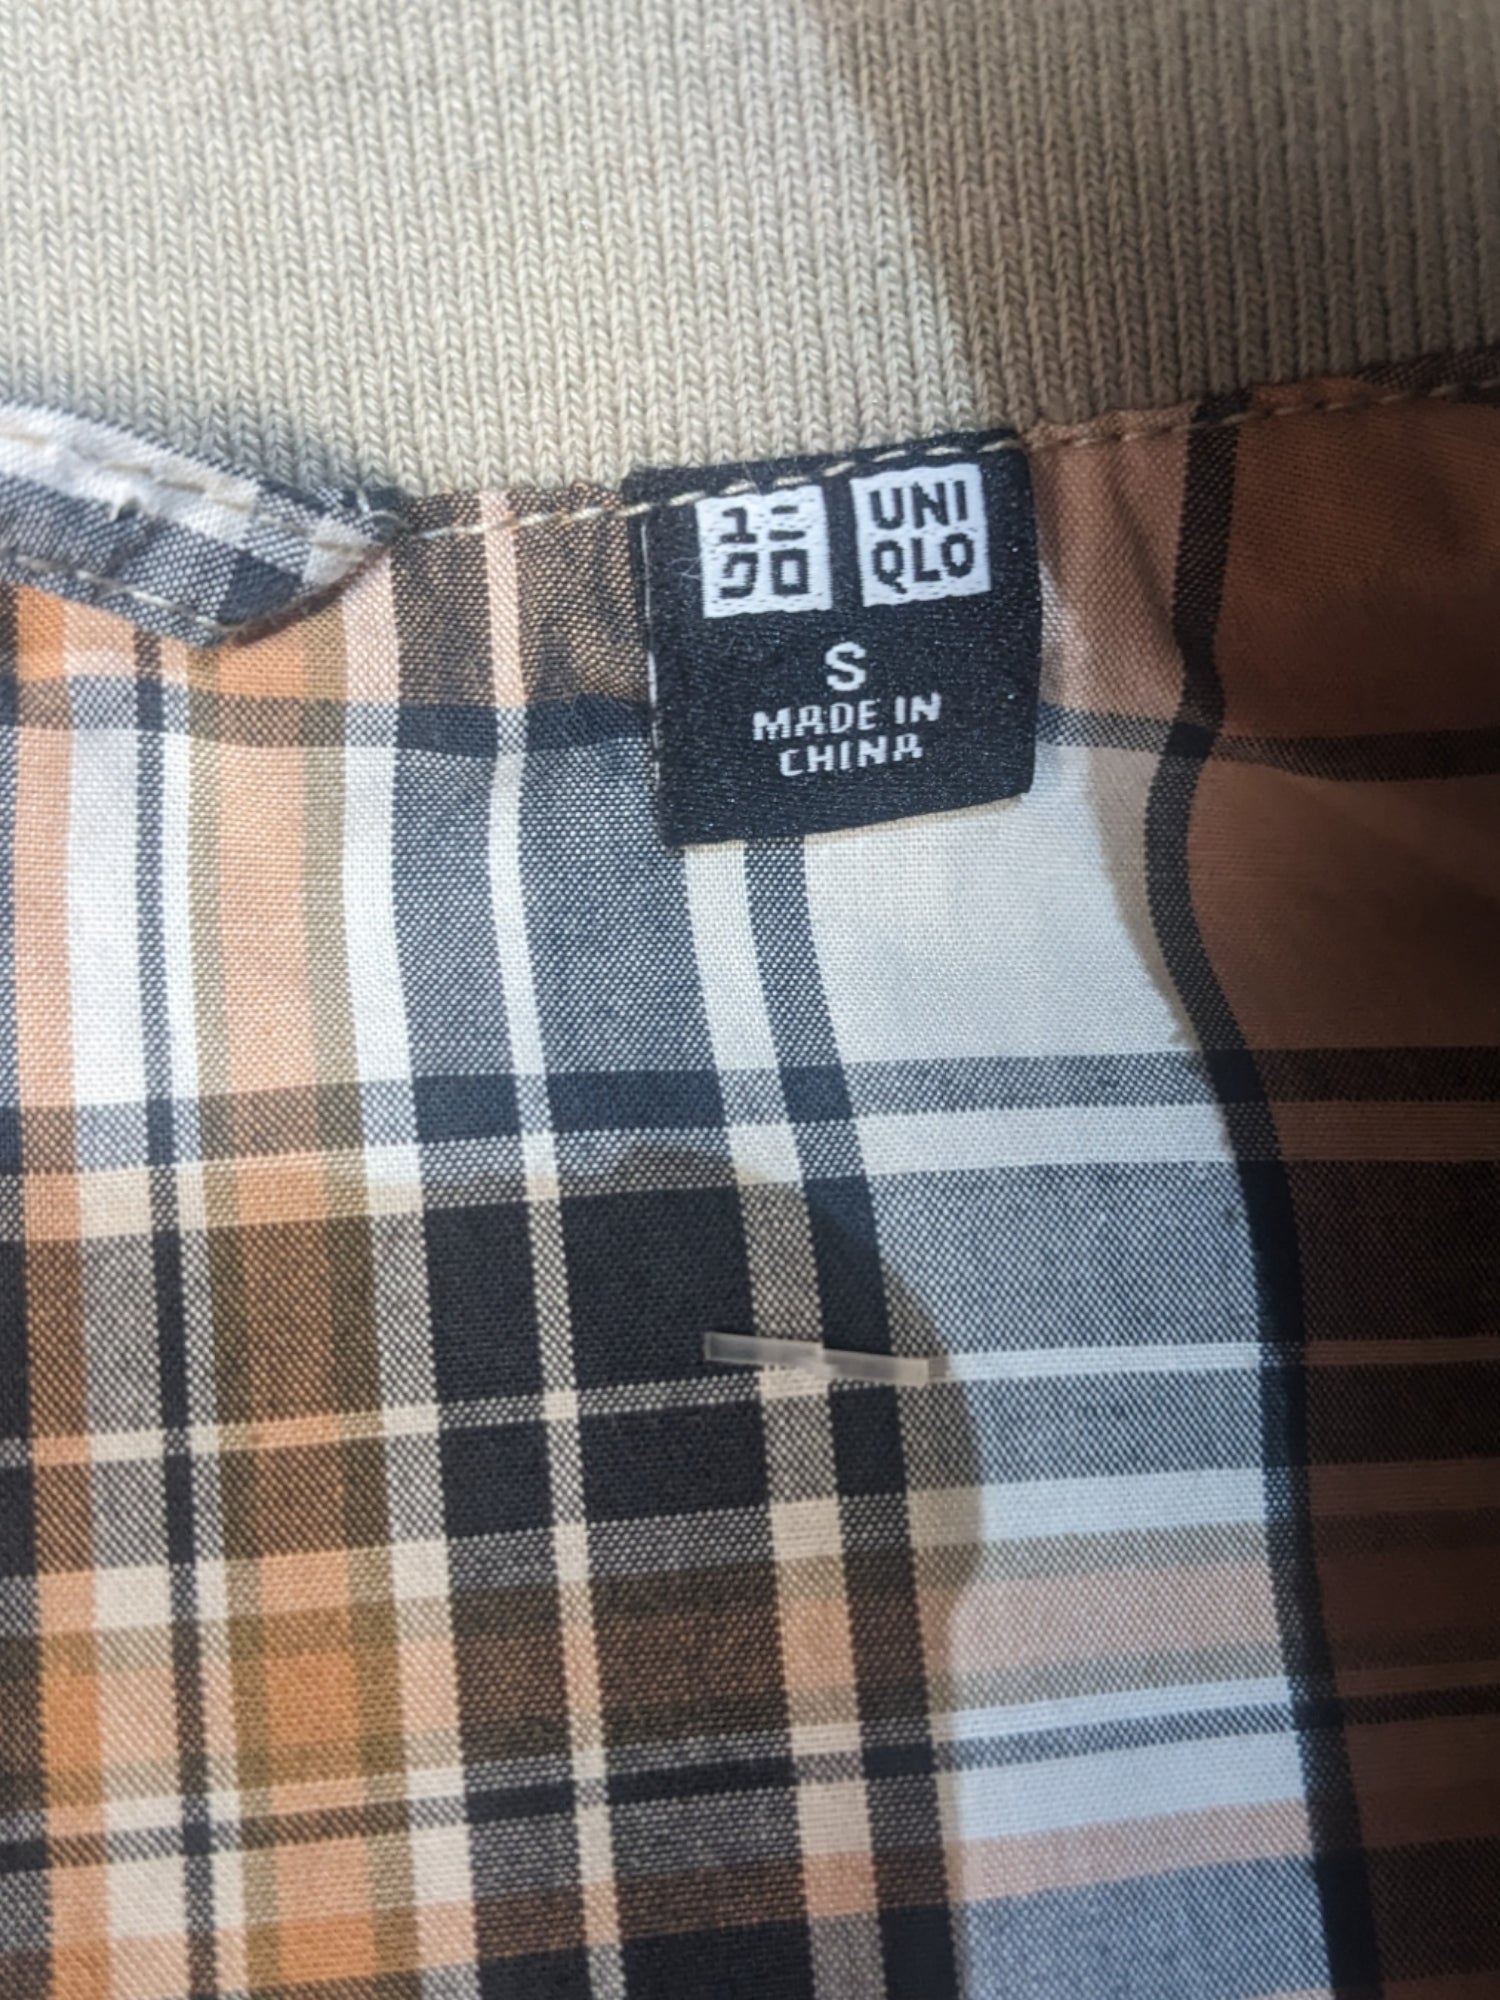 ユニ UNI
クロ QLO
S
MADE IN
CHINA